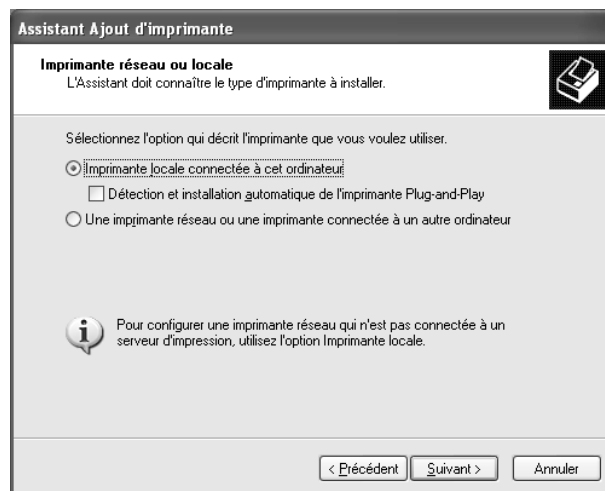 Assistant Ajout d'imprimante
Imprimante réseau ou locale
L'Assistant doit connaître le type d'imprimante à installer.
Sélectionnez l'option qui décrit l'imprimante que vous voulez utiliser.
Imprimante locale connectée à cet ordinateur
Détection et installation automatique de l'imprimante Plug-and-Play
Une imprimante réseau ou une imprimante connectée à un autre ordinateur
Pour configurer une imprimante réseau qui n'est pas connectée à un
serveur d'impression, utilisez l'option Imprimante locale.
< Précédent Suivant > Annuler